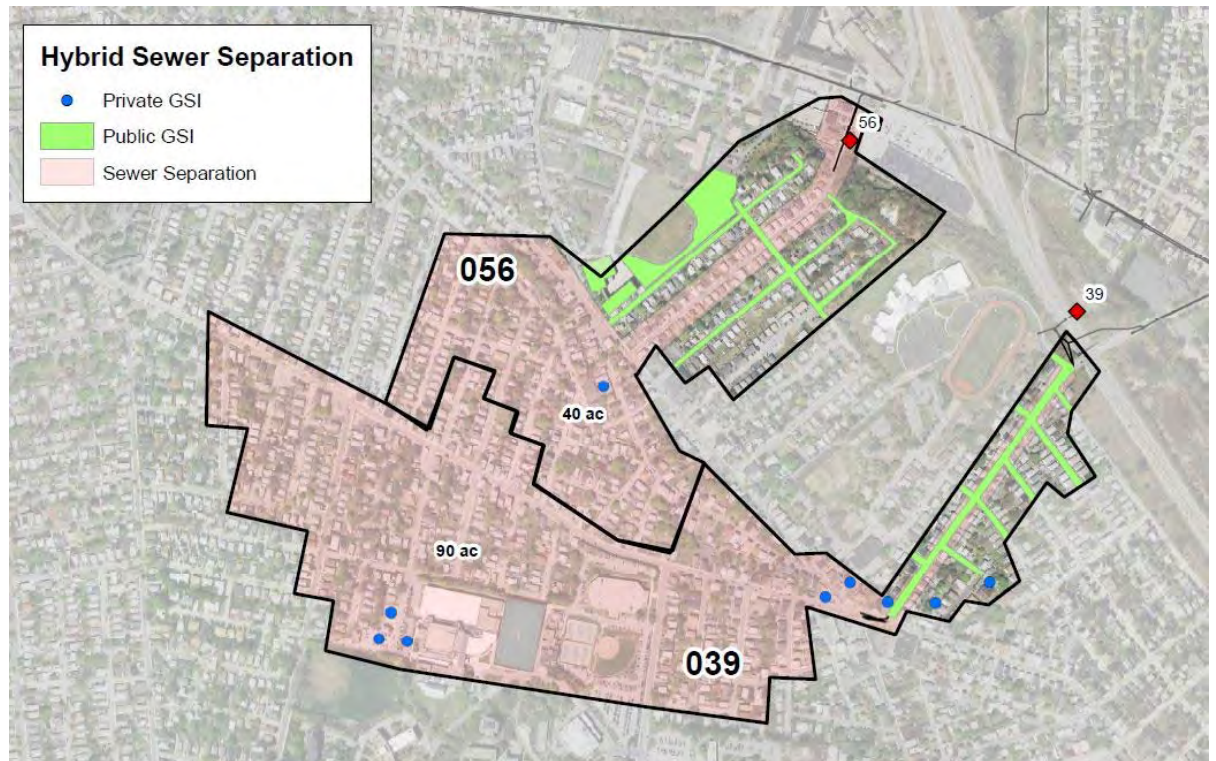 Hybrid Sewer Separation
Private GSI
Public GSI
Sewer Separation
56
39
056
40 ac
90 ac
039